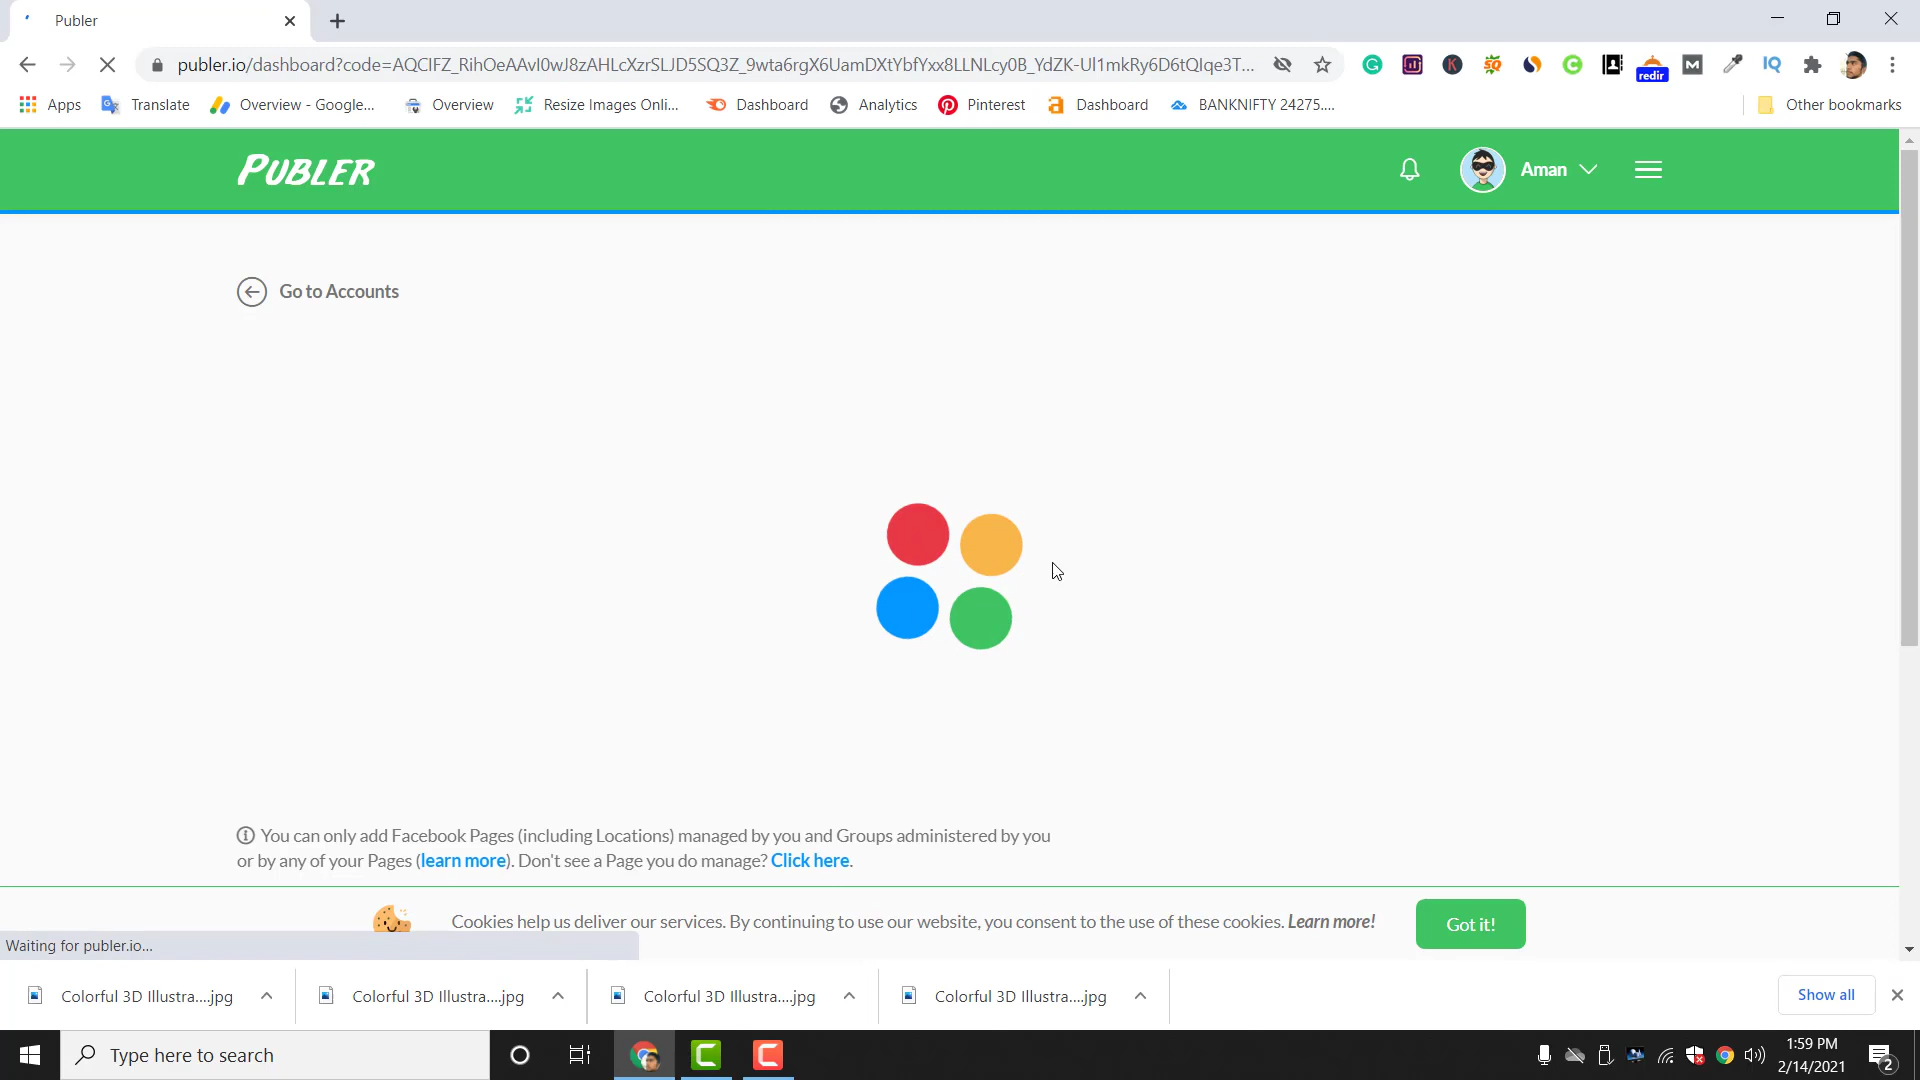 Publer
publer.io/dashboard?code=AQCIFZ_RihOeAAvI0wJ8zAHLcXzrSLJD5SQ3Z_9wta6rgX6UamDXtYbfYxx8LLNLcy0B_YdZK-Ul1mkRy6D6tQIqe3T...
redir
Apps Translate Overview - Google... Overview Resize Images Onli... Dashboard Analytics Pinterest Dashboard BANKNIFTY 24275.... Other bookmarks
PUBLER
Aman
Go to Accounts
You can only add Facebook Pages (including Locations) managed by you and Groups administered by you
or by any of your Pages (learn more). Don't see a Page you do manage? Click here.
Cookies help us deliver our services. By continuing to use our website, you consent to the use of these cookies. Learn more!
Got it!
Waiting for publer.io...
Colorful 3D Illustra....jpg Colorful 3D Illustra....jpg Colorful 3D Illustra....jpg Colorful 3D Illustra....jpg Show all
Type here to search
1:59 PM
2/14/2021
2